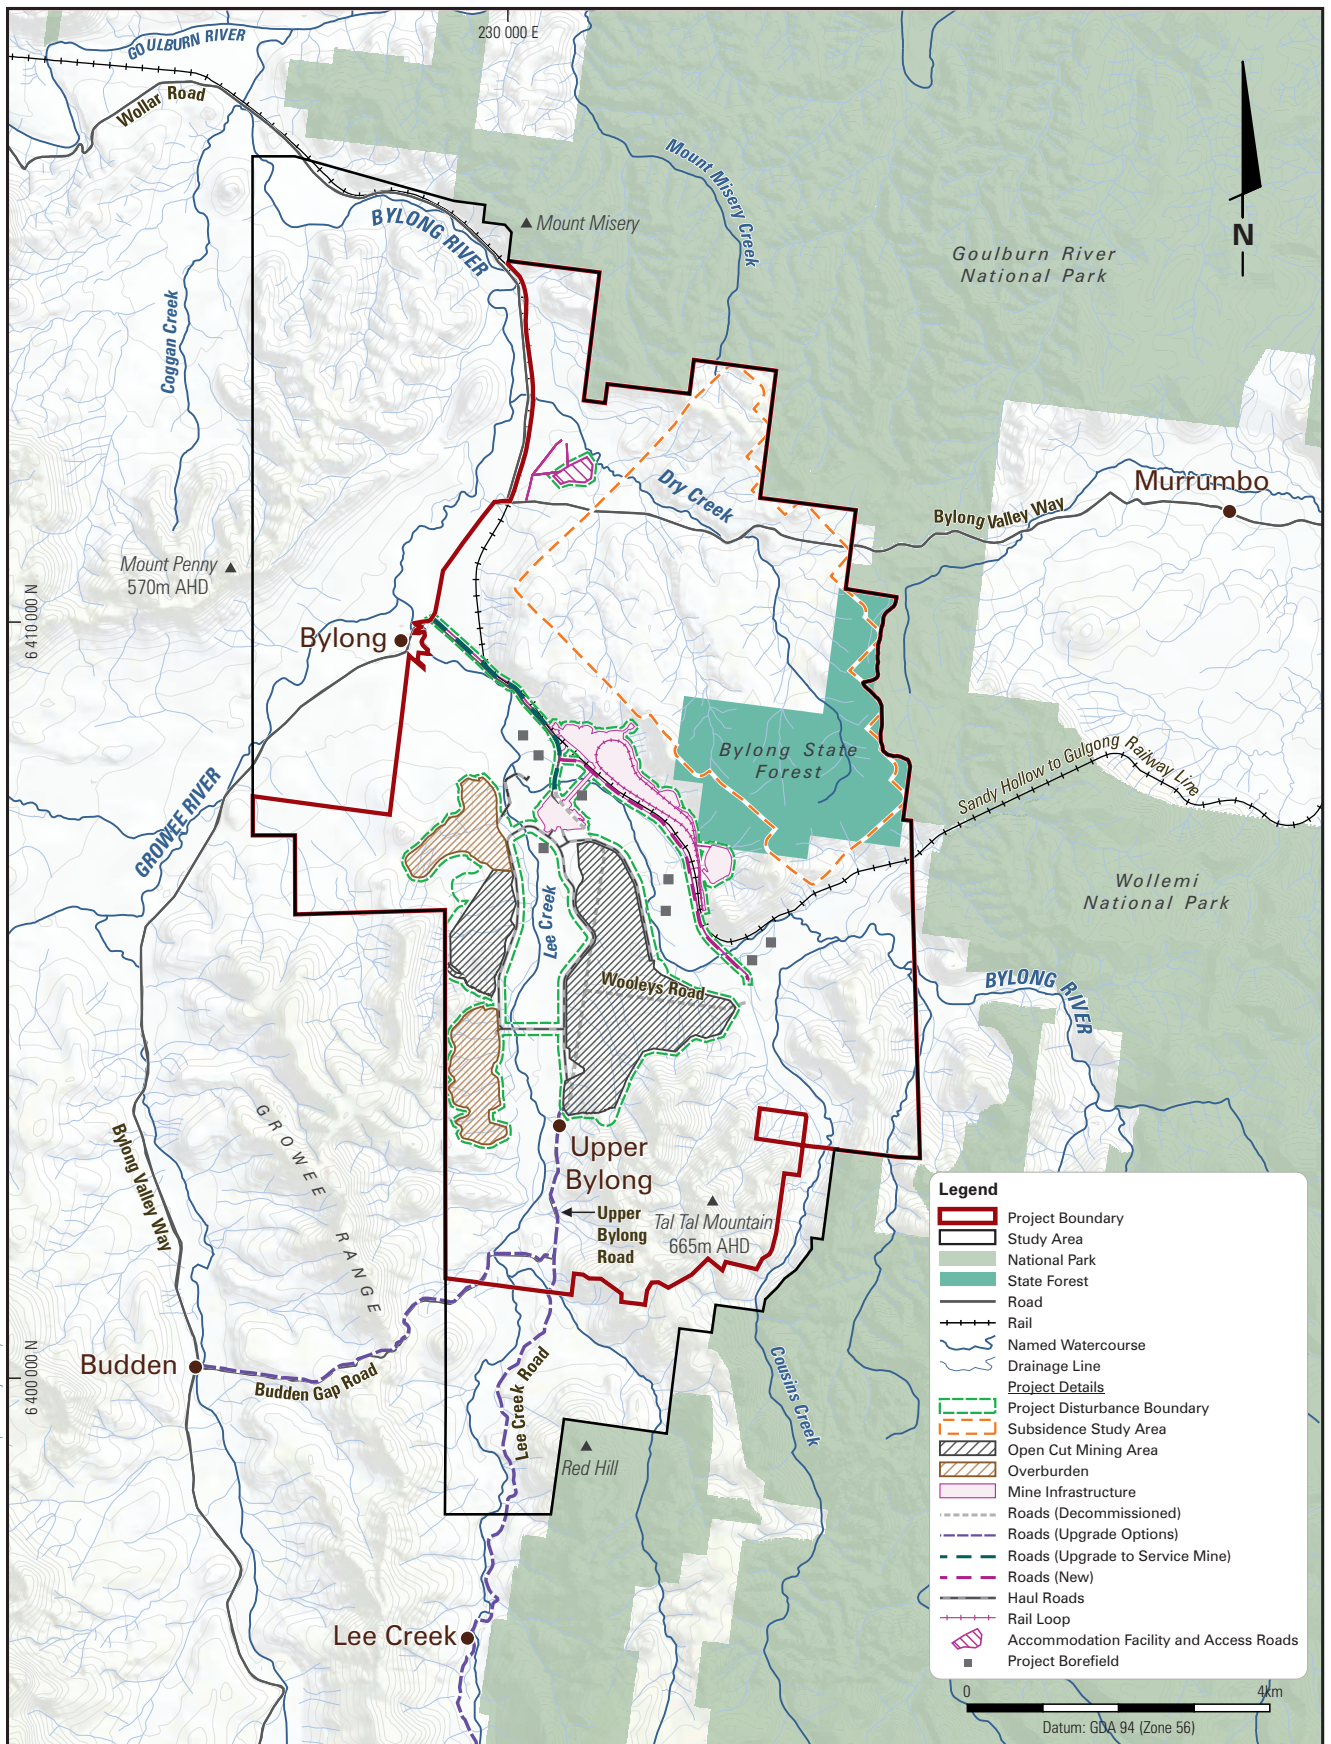 230 000 E
GOULBURN RIVER
Wollar Road
Mount Misery Creek
BYLONG RIVER
Mount Misery
Goulburn River
National Park
N
Coggan Creek
Dry Creek
Murrumbo
Bylong Valley Way
Mount Penny
570m AHD
6 410 000 N
Bylong
Bylong State
Forest
Sandy Hollow to Gulgong Railway Line
GROWEE RIVER
Wollemi
National Park
Lee Creek
Wooleys Road
BYLONG RIVER
GROWEE RANGE
Bylong Valley Way
Upper
Bylong
Upper
Bylong
Road
Tal Tal Mountain
665m AHD
6 400 000 N
Budden
Budden Gap Road
Lee Creek Road
Cousins Creek
Red Hill
Lee Creek
Legend
Project Boundary
Study Area
National Park
State Forest
Road
Rail
Named Watercourse
Drainage Line
Project Details
Project Disturbance Boundary
Subsidence Study Area
Open Cut Mining Area
Overburden
Mine Infrastructure
Roads (Decommissioned)
Roads (Upgrade Options)
Roads (Upgrade to Service Mine)
Roads (New)
Haul Roads
Rail Loop
Accommodation Facility and Access Roads
Project Borefield
0 4km
Datum: GDA 94 (Zone 56)